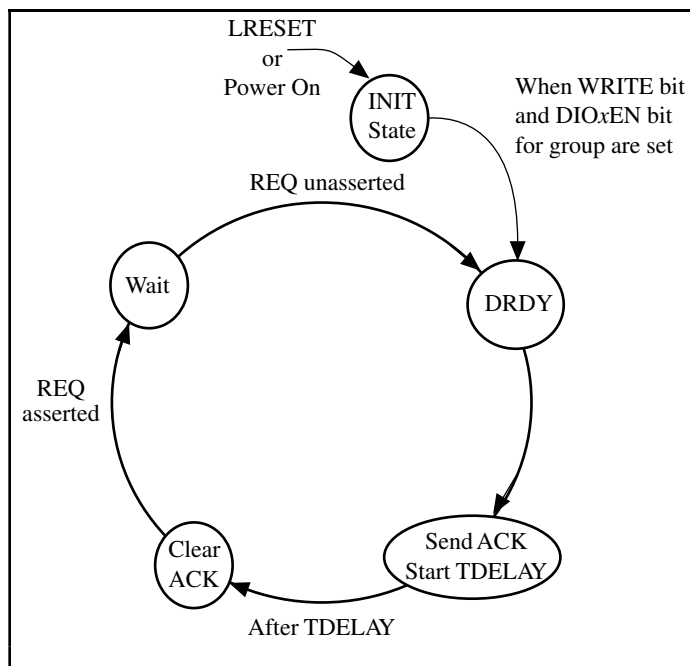 LRESET
or
Power On
INIT
State
When WRITE bit
and DIOxEN bit
for group are set
REQ unasserted
Wait
DRDY
REQ
asserted
Clear
ACK
Send ACK
Start TDELAY
After TDELAY